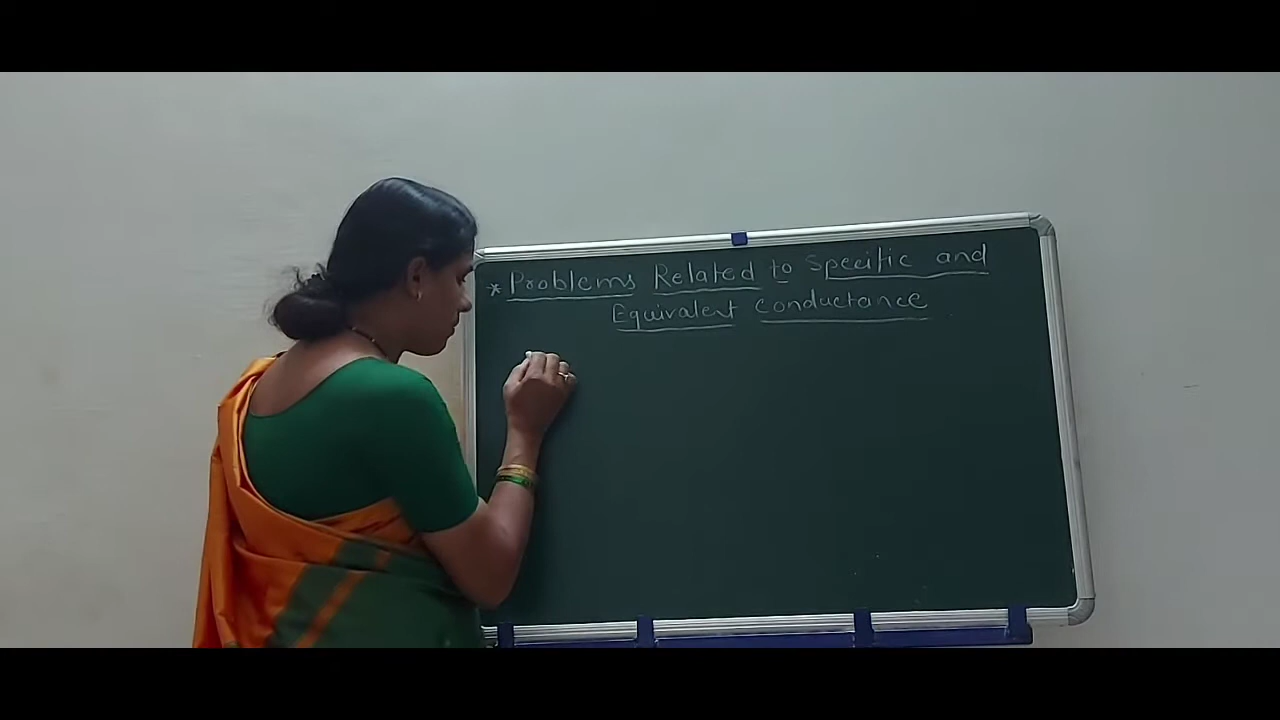 * Problems Related to Specific and
Equivalent conductance